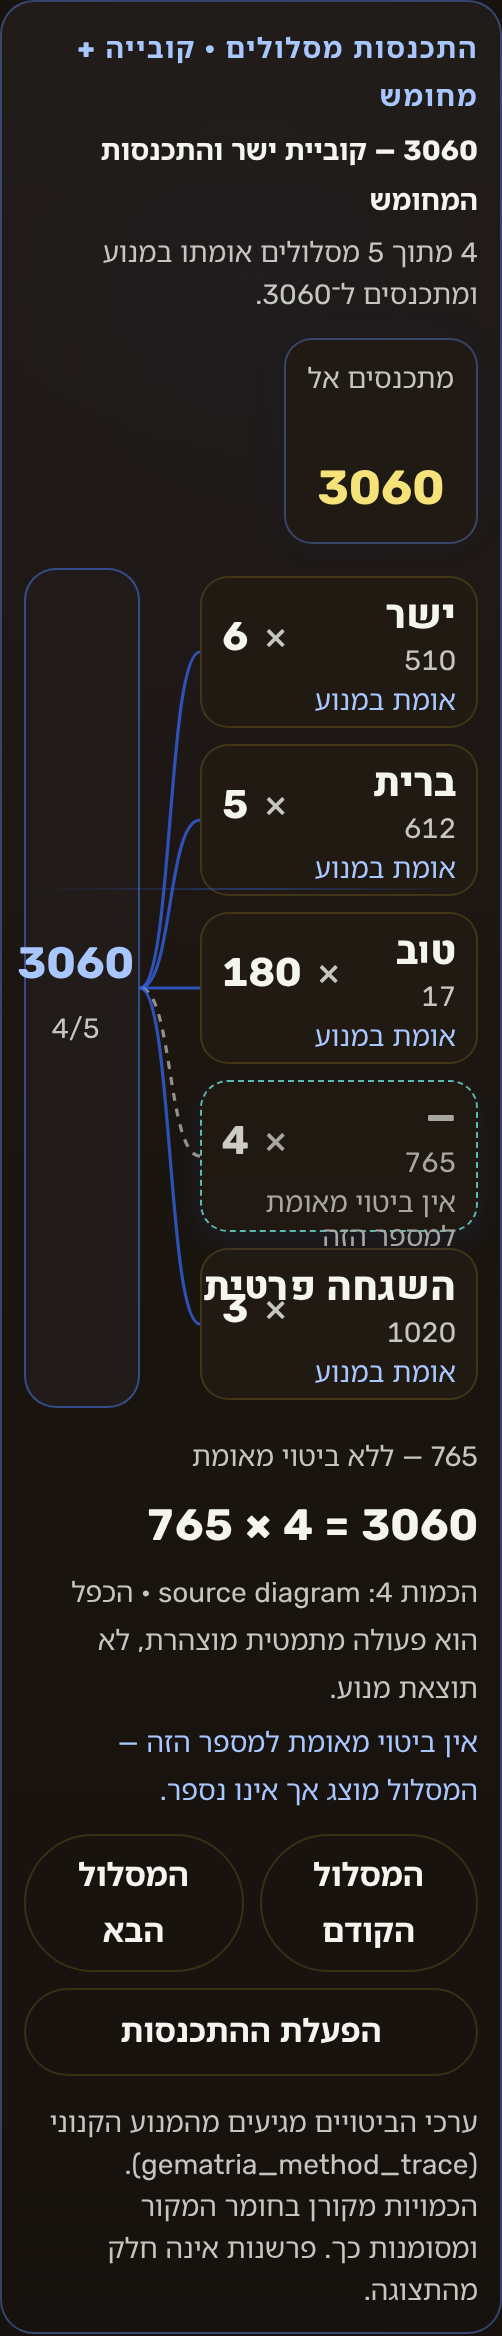 התכנסות מסלולים • קובייה +
מחומש
3060 — קוביית ישר והתכנסות
המחומש
4 מתוך 5 מסלולים אומתו במנוע
ומתכנסים ל־3060.
מתכנסים אל
3060
ישר
× 6
510
אומת במנוע
ברית
× 5
612
אומת במנוע
טוב
× 180
17
אומת במנוע
—
× 4
765
אין ביטוי מאומת
למספר הזה
השגחה פרטית
× 3
1020
אומת במנוע
3060
4/5
765 — ללא ביטוי מאומת
765 × 4 = 3060
הכמות 4: source diagram • הכפל
הוא פעולה מתמטית מוצהרת, לא
תוצאת מנוע.
אין ביטוי מאומת למספר הזה —
המסלול מוצג אך אינו נספר.
המסלול
הקודם
המסלול
הבא
הפעלת ההתכנסות
ערכי הביטויים מגיעים מהמנוע הקנוני
(gematria_method_trace).
הכמויות מקורן בחומר המקור
ומסומנות כך. פרשנות אינה חלק
מהתצוגה.